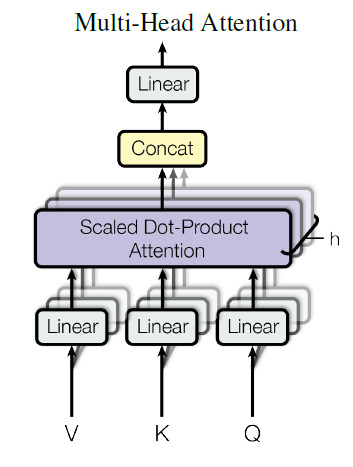 Multi-Head Attention
Linear
Concat
Scaled Dot-Product
Attention
h
Linear Linear Linear
V K Q